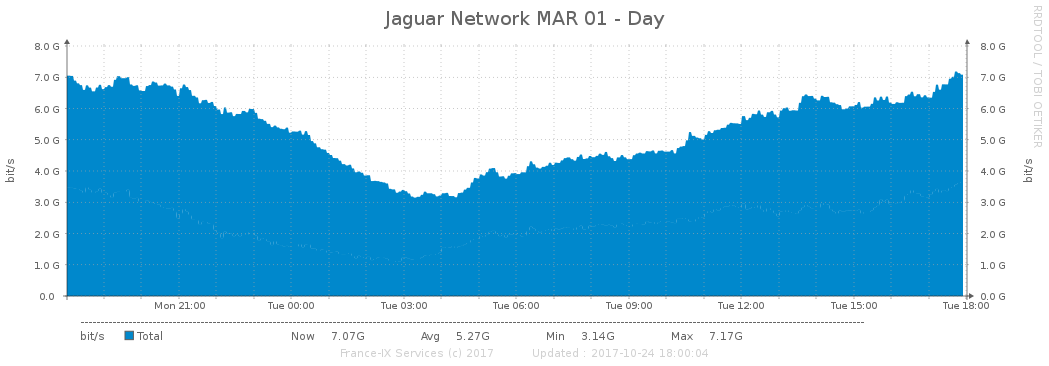 Jaguar Network MAR 01 - Day
RRDTOOL / TOBI OETIKER
bit/s
bit/s
8.0 G 8.0 G
7.0 G 7.0 G
6.0 G 6.0 G
5.0 G 5.0 G
4.0 G 4.0 G
3.0 G 3.0 G
2.0 G 2.0 G
1.0 G 1.0 G
0.0 0.0 G
Mon 21:00 Tue 00:00 Tue 03:00 Tue 06:00 Tue 09:00 Tue 12:00 Tue 15:00 Tue 18:00
bit/s Total Now 7.07G Avg 5.27G Min 3.14G Max 7.17G
France-IX Services (c) 2017 Updated : 2017-10-24 18:00:04